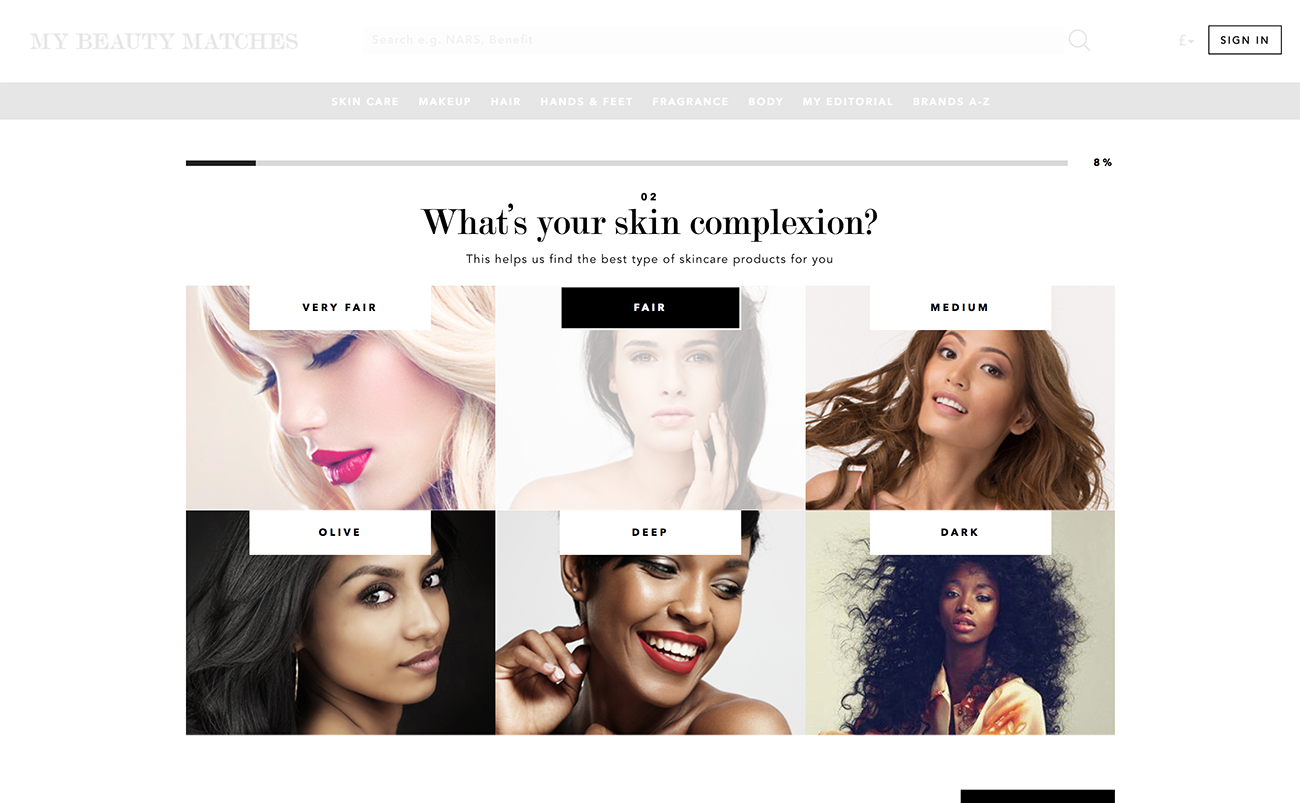 MY BEAUTY MATCHES
Search e.g. NARS, Benefit
£
SIGN IN
SKIN CARE MAKEUP HAIR HANDS & FEET FRAGRANCE BODY MY EDITORIAL BRANDS A-Z
8%
02
What's your skin complexion?
This helps us find the best type of skincare products for you
VERY FAIR
FAIR
MEDIUM
OLIVE
DEEP
DARK